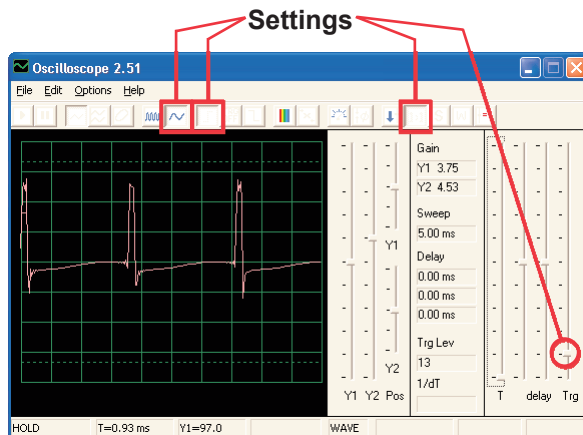 Settings
Oscilloscope 2.51
File Edit Options Help
Gain
Y1 3.75
Y2 4.53
Sweep
5.00 ms
Y1
Delay
0.00 ms
0.00 ms
0.00 ms
Trg Lev
13
Y2
1/dT
Y1 Y2 Pos
T delay Trg
HOLD T=0.93 ms Y1=97.0 WAVE